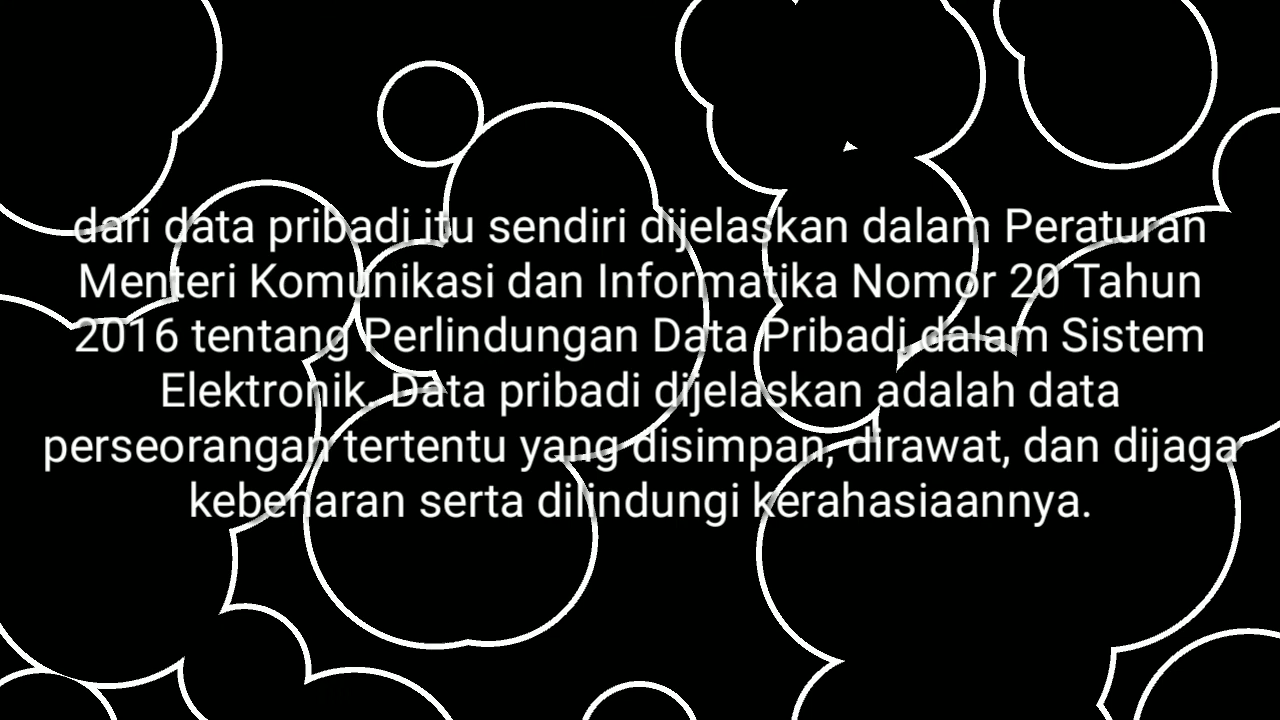 dari data pribadi itu sendiri dijelaskan dalam Peraturan
Menteri Komunikasi dan Informatika Nomor 20 Tahun
2016 tentang Perlindungan Data Pribadi dalam Sistem
Elektronik. Data pribadi dijelaskan adalah data
perseorangan tertentu yang disimpan, dirawat, dan dijaga
kebenaran serta dilindungi kerahasiaannya.